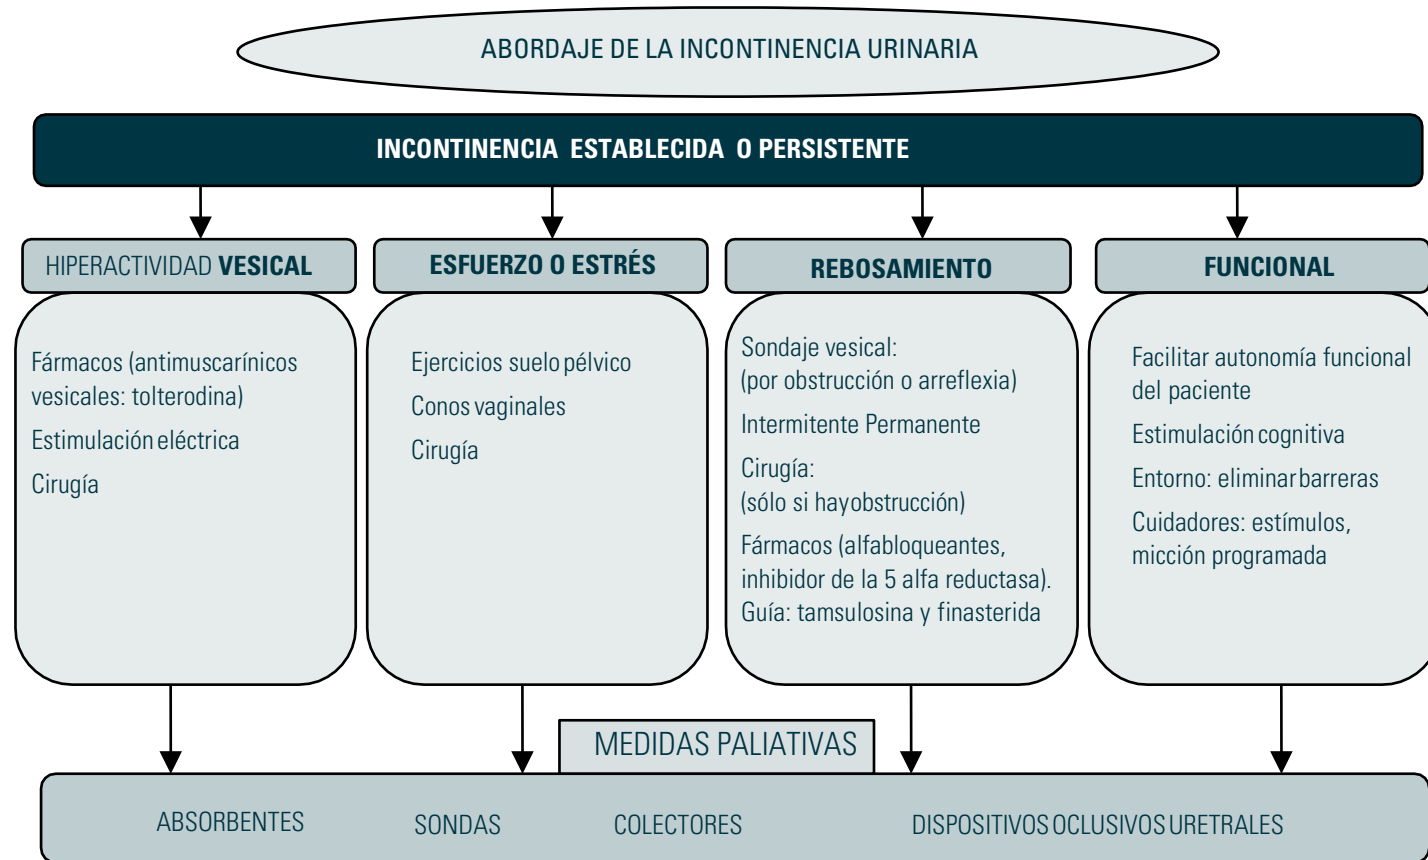 ABORDAJE DE LA INCONTINENCIA URINARIA
INCONTINENCIA ESTABLECIDA O PERSISTENTE
HIPERACTIVIDAD VESICAL
Fármacos (antimuscarínicos
vesicales: tolterodina)
Estimulación eléctrica
Cirugía
ESFUERZO O ESTRÉS
Ejercicios suelo pélvico
Conos vaginales
Cirugía
REBOSAMIENTO
Sondaje vesical:
(por obstrucción o arreflexia)
Intermitente Permanente
Cirugía:
(sólo si hay obstrucción)
Fármacos (alfabloqueantes,
inhibidor de la 5 alfa reductasa).
Guía: tamsulosina y finasterida
FUNCIONAL
Facilitar autonomía funcional
del paciente
Estimulación cognitiva
Entorno: eliminar barreras
Cuidadores: estímulos,
micción programada
MEDIDAS PALIATIVAS
ABSORBENTES
SONDAS
COLECTORES
DISPOSITIVOS OCLUSIVOS URETRALES